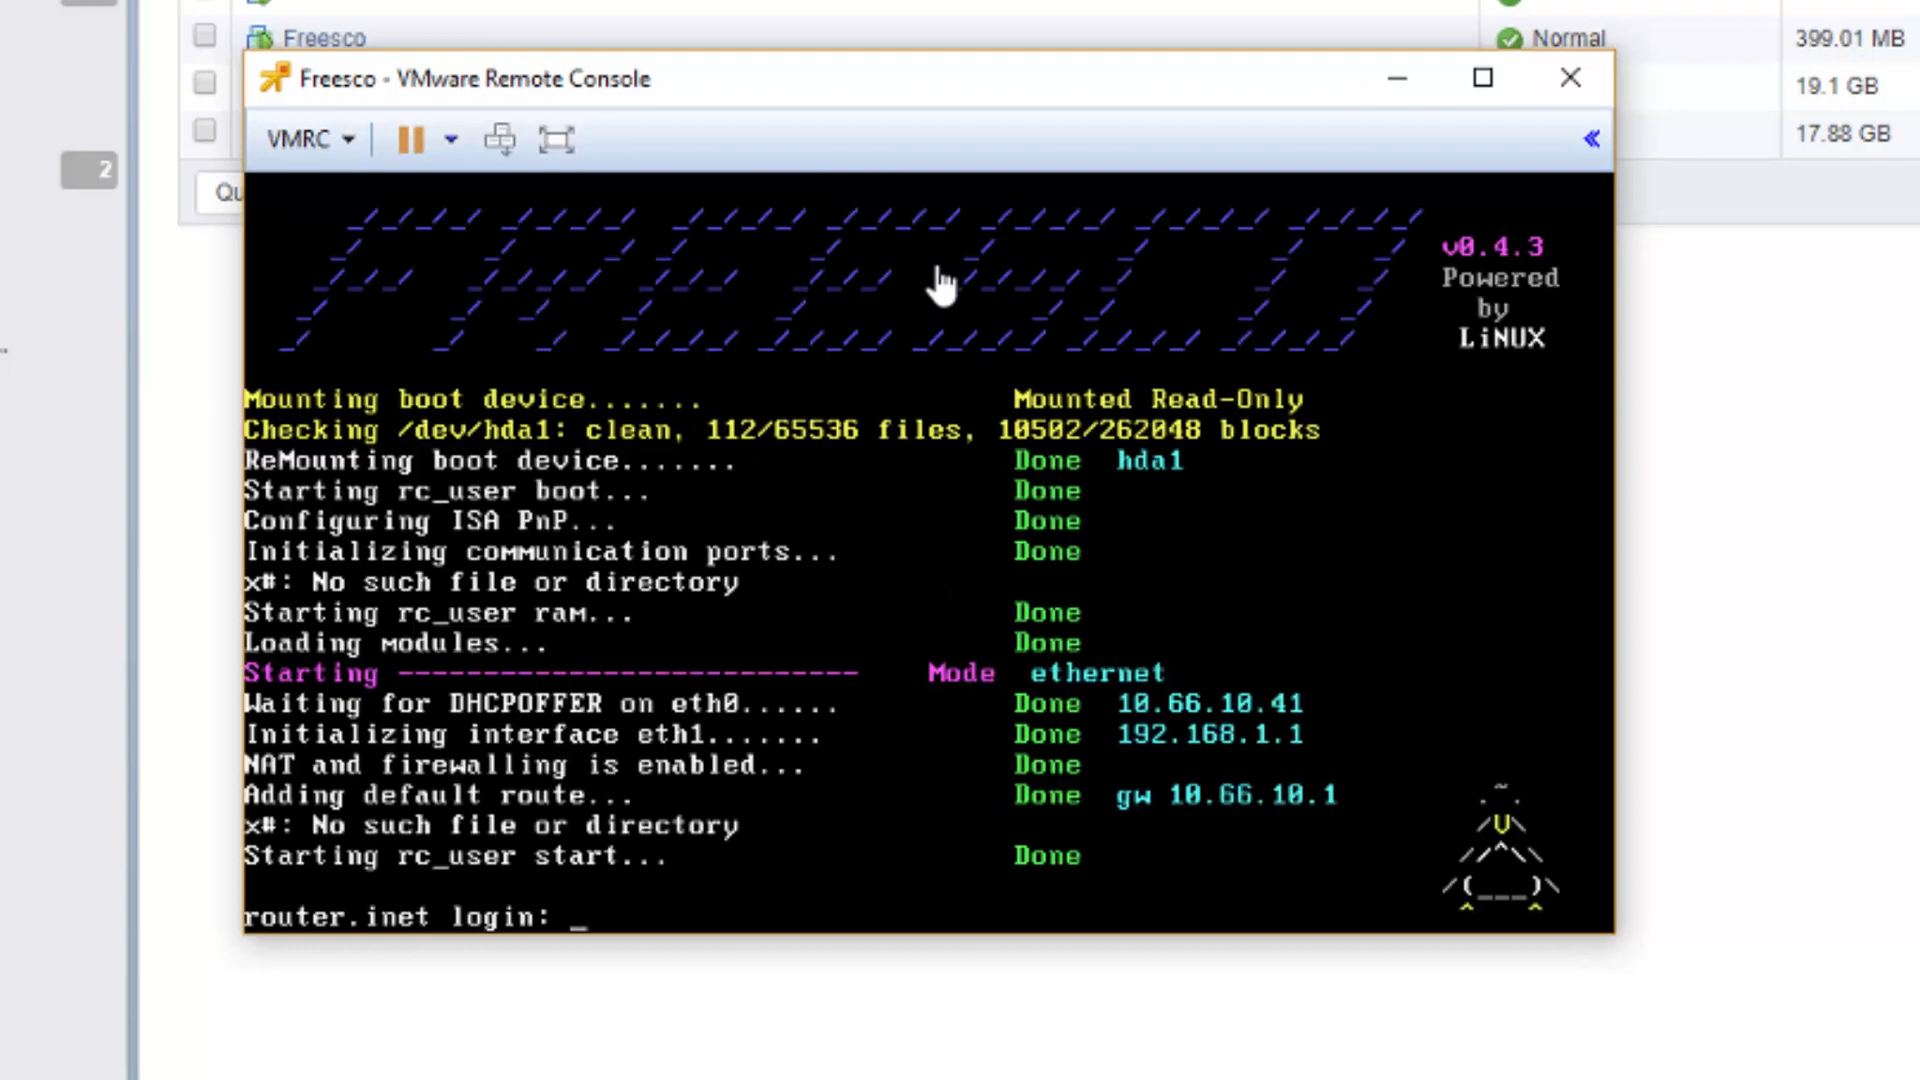 Freesco
Normal
399.01 MB
Freesco - VMware Remote Console
19.1 GB
VMRC
17.88 GB
2
Qu
FREESCO
v0.4.3
Powered
by
LiNUX
Mounting boot device....... Mounted Read-Only
Checking /dev/hda1: clean, 112/65536 files, 10502/262048 blocks
ReMounting boot device....... Done hda1
Starting rc_user boot... Done
Configuring ISA PnP... Done
Initializing communication ports... Done
x#: No such file or directory
Starting rc_user ram... Done
Loading modules... Done
Starting --------------------------- Mode ethernet
Waiting for DHCPOFFER on eth0...... Done 10.66.10.41
Initializing interface eth1....... Done 192.168.1.1
NAT and firewalling is enabled... Done
Adding default route... Done gw 10.66.10.1
x#: No such file or directory
Starting rc_user start... Done
router.inet login: _